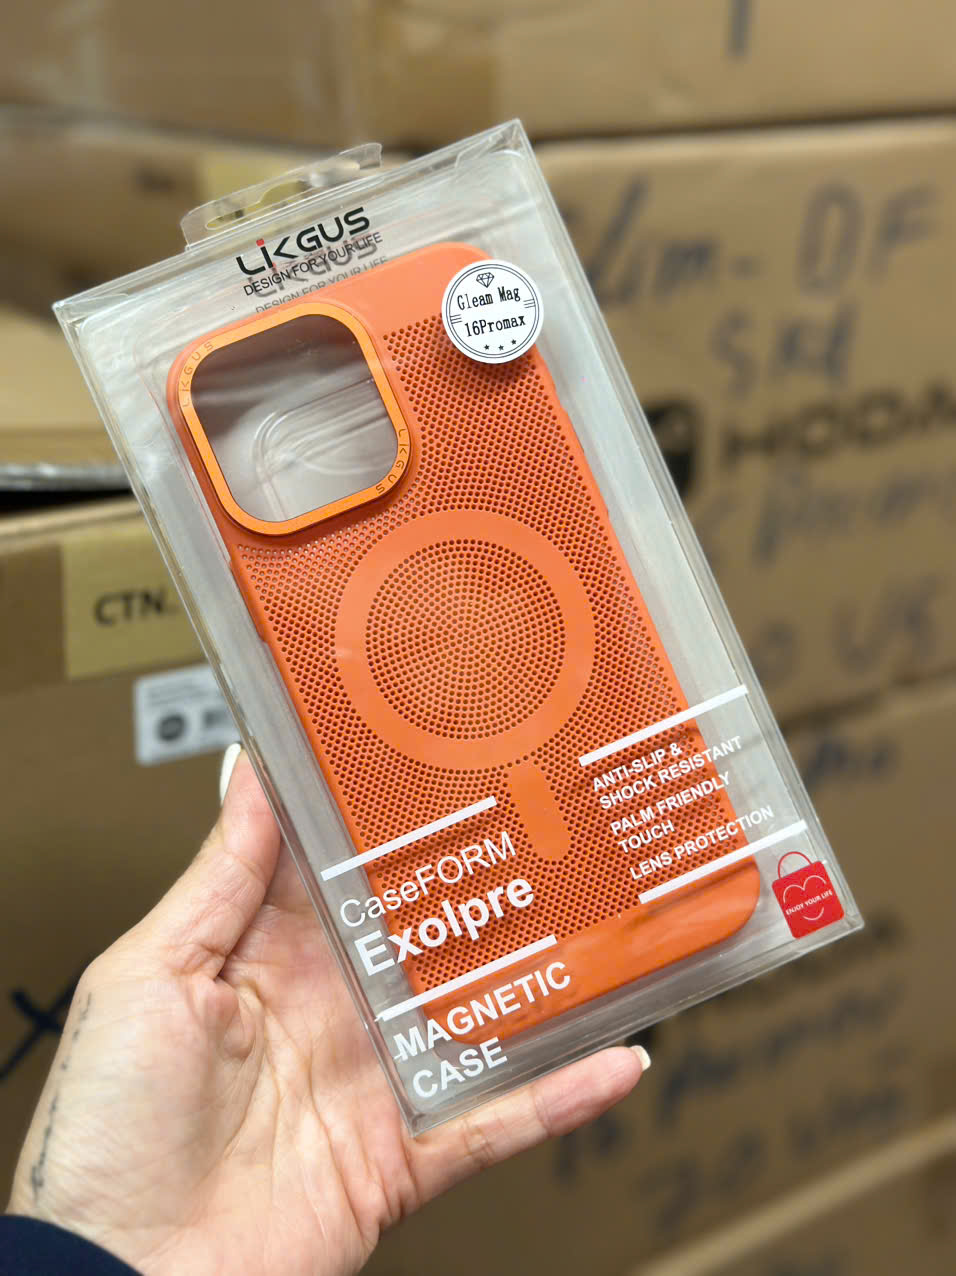 LIKGUS
DESIGN FOR YOUR LIFE
Gleam Mag
16Promax
LIKGUS
LIKGUS
ANTI-SLIP &
SHOCK RESISTANT
PALM FRIENDLY
TOUCH
LENS PROTECTION
CaseFORM
Exolpre
MAGNETIC
CASE
ENJOY YOUR LIFE
CTN.